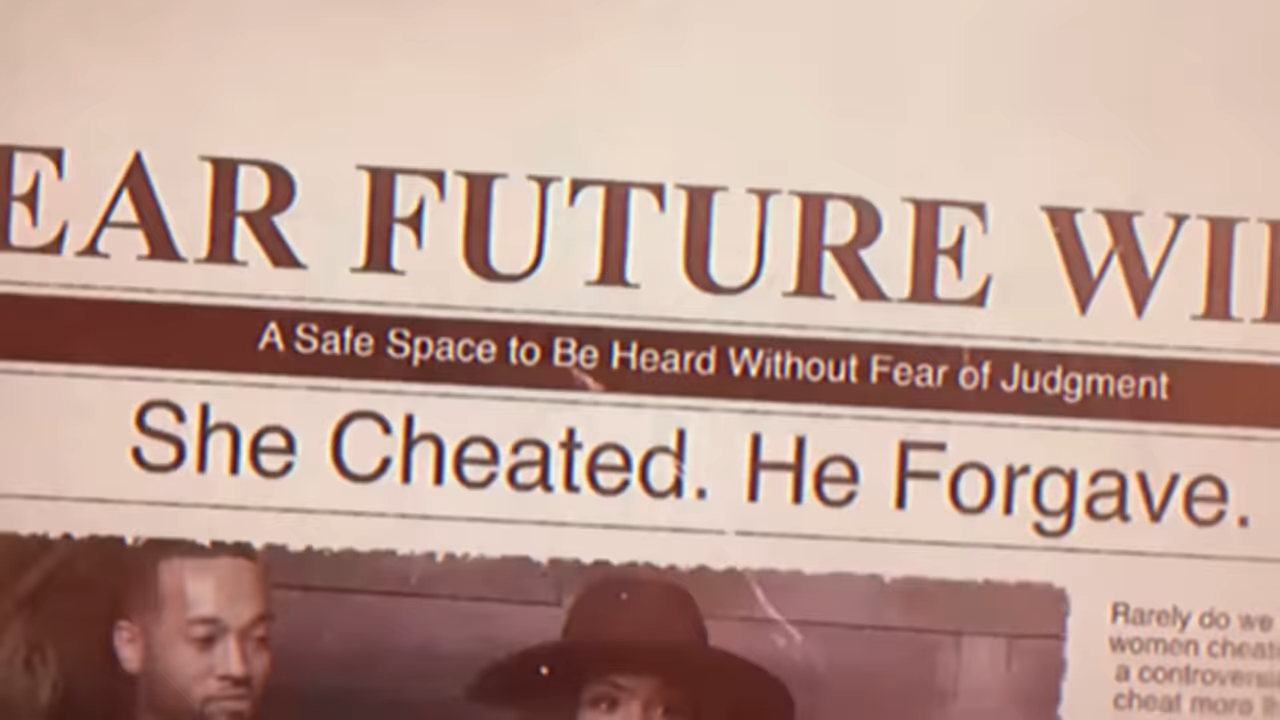 EAR FUTURE WI
A Safe Space to Be Heard Without Fear of Judgment
She Cheated. He Forgave.
Rarely do we
women cheat
a controversi
cheat more